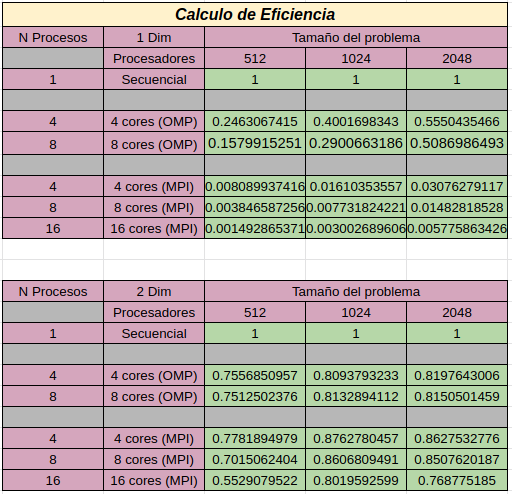 Calculo de Eficiencia
N Procesos 1 Dim Tamaño del problema
Procesadores 512 1024 2048
1 Secuencial 1 1 1
4 4 cores (OMP) 0.2463067415 0.4001698343 0.5550435466
8 8 cores (OMP) 0.1579915251 0.2900663186 0.5086986493
4 4 cores (MPI) 0.008089937416 0.01610353557 0.03076279117
8 8 cores (MPI) 0.003846587256 0.007731824221 0.01482818528
16 16 cores (MPI) 0.001492865371 0.003002689606 0.005775863426
N Procesos 2 Dim Tamaño del problema
Procesadores 512 1024 2048
1 Secuencial 1 1 1
4 4 cores (OMP) 0.7556850957 0.8093793233 0.8197643006
8 8 cores (OMP) 0.7512502376 0.8132894112 0.8150501459
4 4 cores (MPI) 0.7781894979 0.8762780457 0.8627532776
8 8 cores (MPI) 0.7015062404 0.8606809491 0.8507620187
16 16 cores (MPI) 0.5529079522 0.8019592599 0.768775185